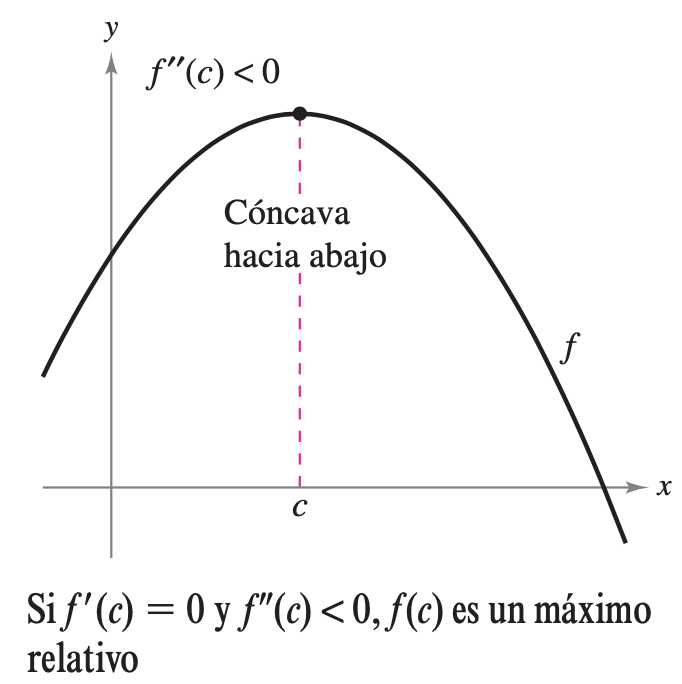 y
f″(c) < 0
Cóncava
hacia abajo
f
x
c
Si f′(c) = 0 y f″(c) < 0, f(c) es un máximo
relativo